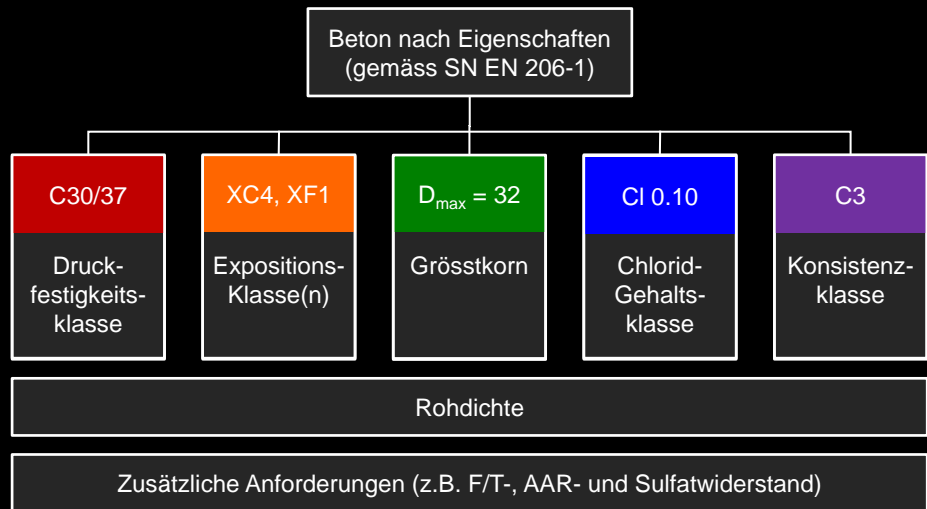 Beton nach Eigenschaften
(gemäss SN EN 206-1)
C30/37
XC4, XF1
Dmax = 32
Cl 0.10
C3
Druck-
festigkeits-
klasse
Expositions-
Klasse(n)
Grösstkorn
Chlorid-
Gehalts-
klasse
Konsistenz-
klasse
Rohdichte
Zusätzliche Anforderungen (z.B. F/T-, AAR- und Sulfatwiderstand)